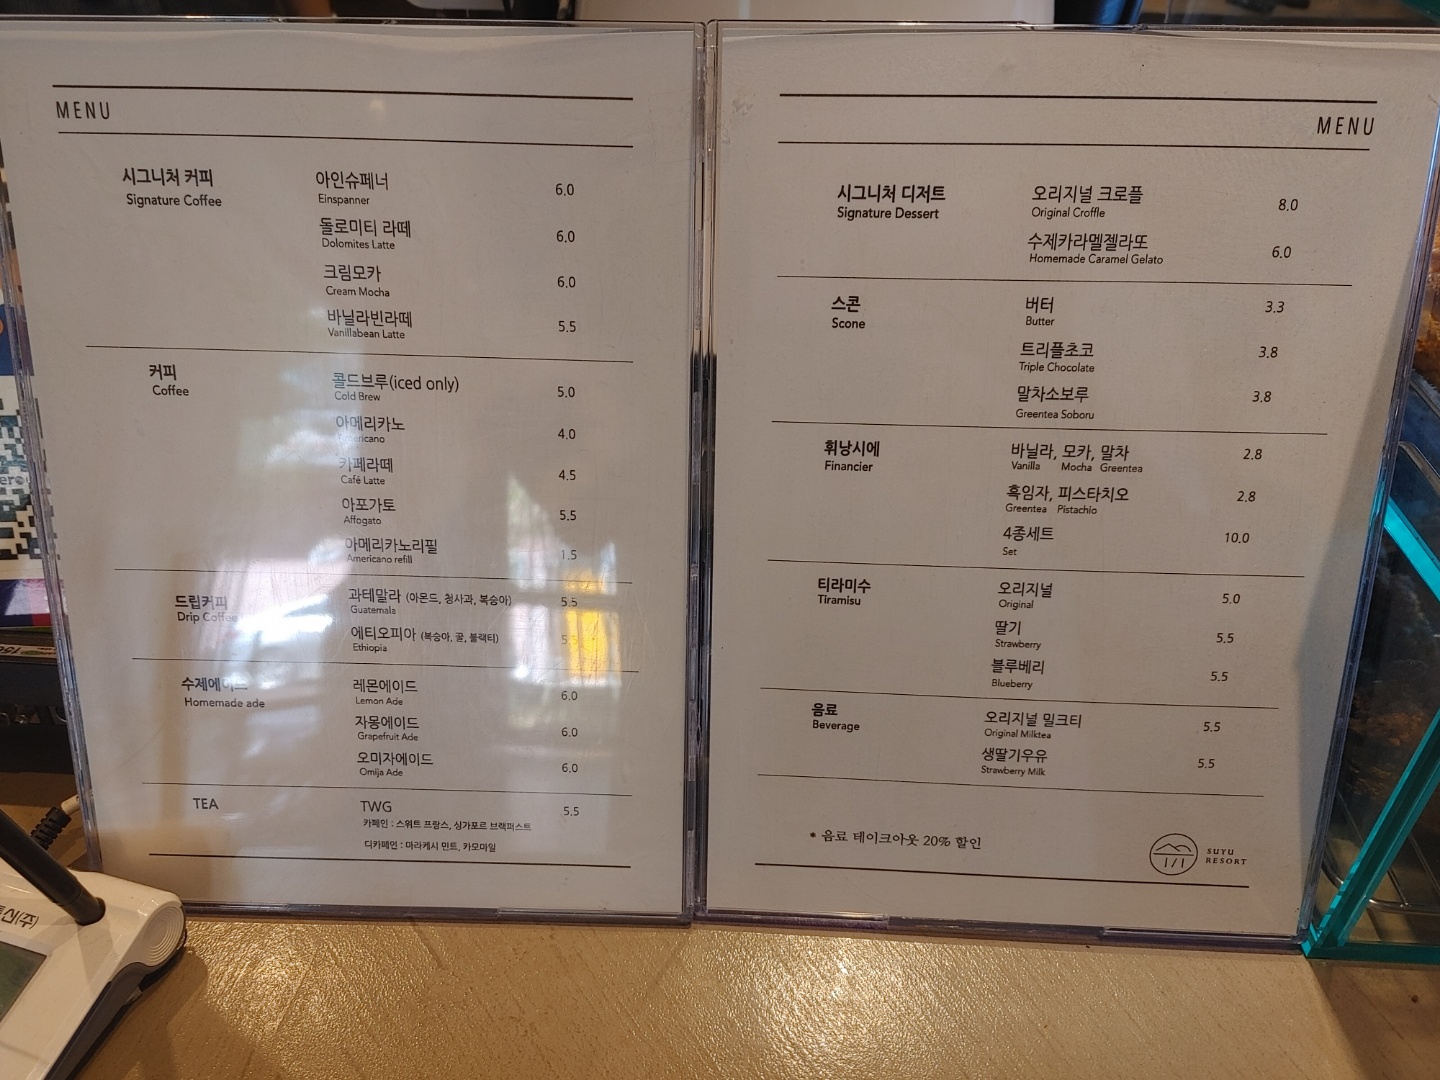 MENU
시그니처 커피
Signature Coffee
아인슈페너 6.0
Einspanner
돌로미티 라떼 6.0
Dolomites Latte
크림모카 6.0
Cream Mocha
바닐라빈라떼 5.5
Vanillabean Latte
커피
Coffee
콜드브루(iced only) 5.0
Cold Brew
아메리카노 4.0
카페라떼 4.5
Café Latte
아포가토 5.5
Affogato
아메리카노리필 1.5
Americano refill
드립커피
Drip Coffee
과테말라 (아몬드, 청사과, 복숭아) 5.5
Guatemala
에티오피아 (복숭아, 귤, 블랙티) 5.5
Ethiopia
수제에이드
Homemade ade
레몬에이드 6.0
Lemon Ade
자몽에이드 6.0
Grapefruit Ade
오미자에이드 6.0
Omija Ade
TEA
TWG 5.5
카페인 : 스위트 프랑스, 싱가포르 브랙퍼스트
디카페인 : 마라케시 민트, 카모마일
MENU
시그니처 디저트
Signature Dessert
오리지널 크로플 8.0
Original Croffle
수제카라멜젤라또 6.0
Homemade Caramel Gelato
스콘
Scone
버터 3.3
Butter
트리플초코 3.8
Triple Chocolate
말차소보루 3.8
Greentea Soboru
휘낭시에
Financier
바닐라, 모카, 말차 2.8
Vanilla Mocha Greentea
흑임자, 피스타치오 2.8
Greentea Pistachio
4종세트 10.0
Set
티라미수
Tiramisu
오리지널 5.0
Original
딸기 5.5
Strawberry
블루베리 5.5
Blueberry
음료
Beverage
오리지널 밀크티 5.5
Original Milktea
생딸기우유 5.5
Strawberry Milk
* 음료 테이크아웃 20% 할인
SUYU
RESORT